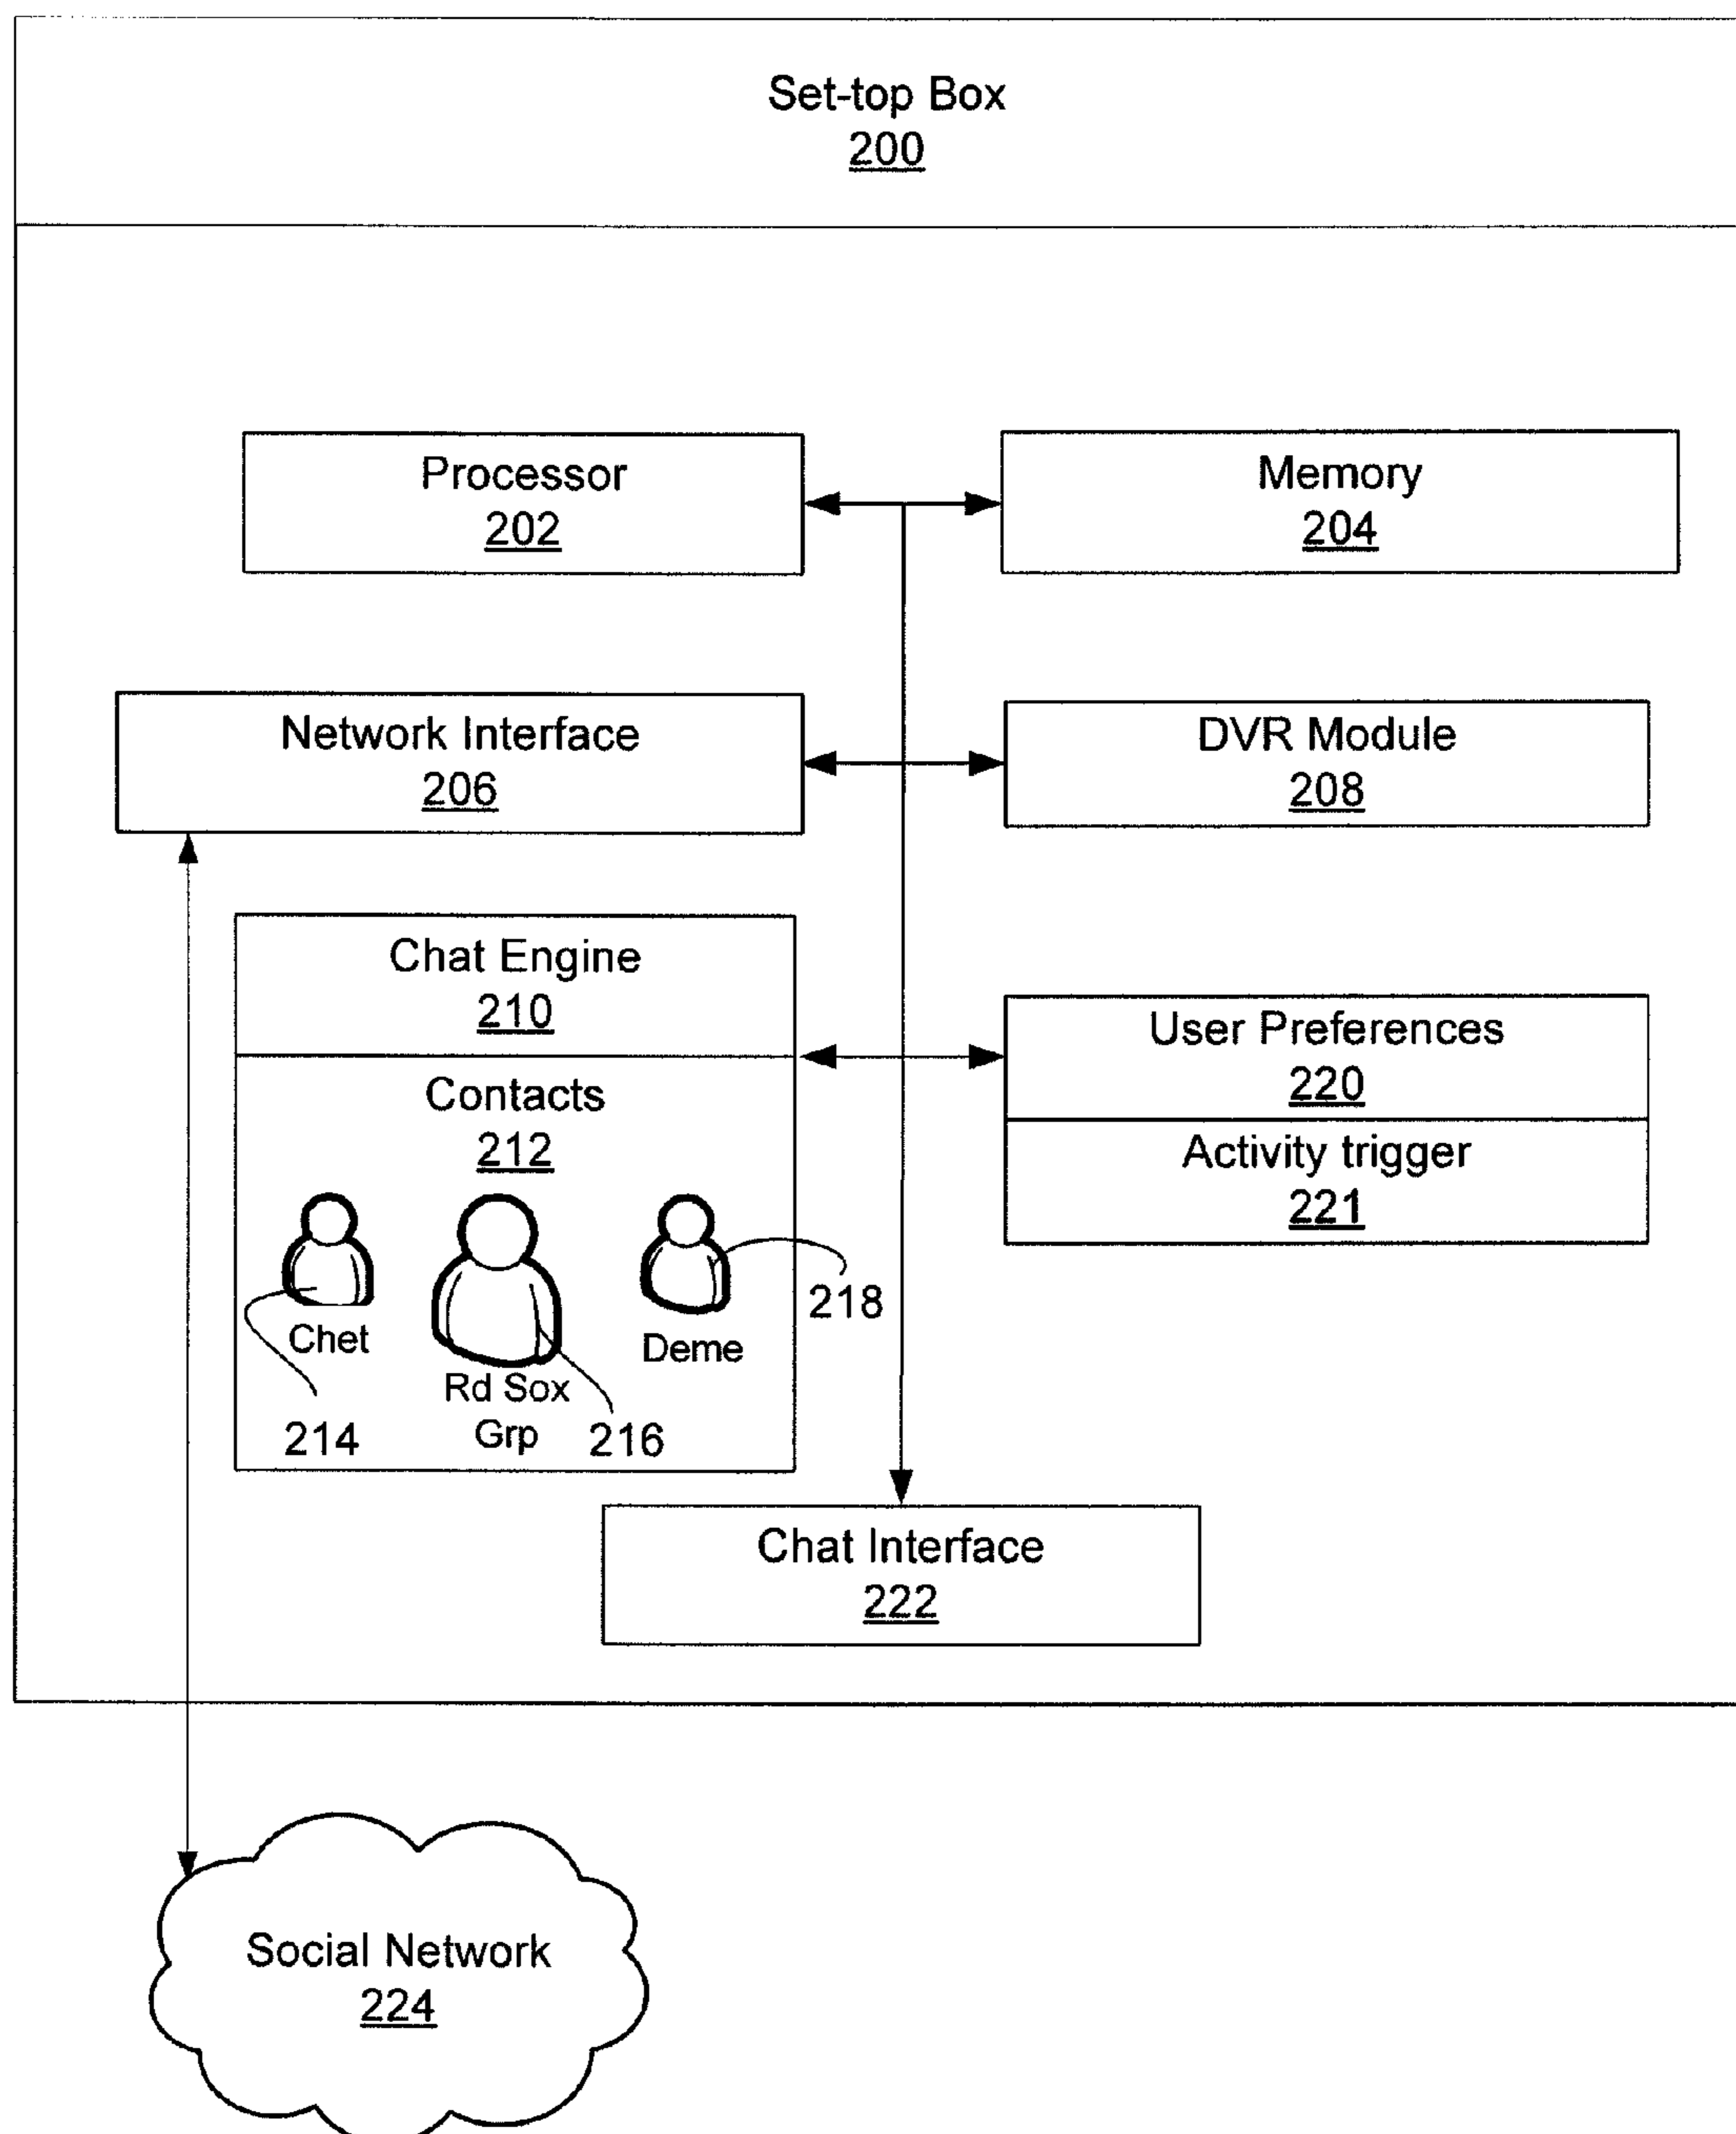 Set-top Box
200
Processor
202
Memory
204
Network Interface
206
DVR Module
208
Chat Engine
210
Contacts
212
User Preferences
220
Activity trigger
221
Chet
214
Rd Sox
Grp
216
Deme
218
Chat Interface
222
Social Network
224